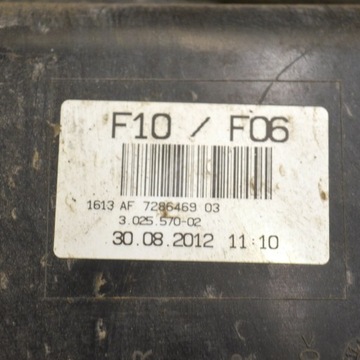 F10 / F06
1613 AF 7286469 03
3.025.570-02
30.08.2012 11:10